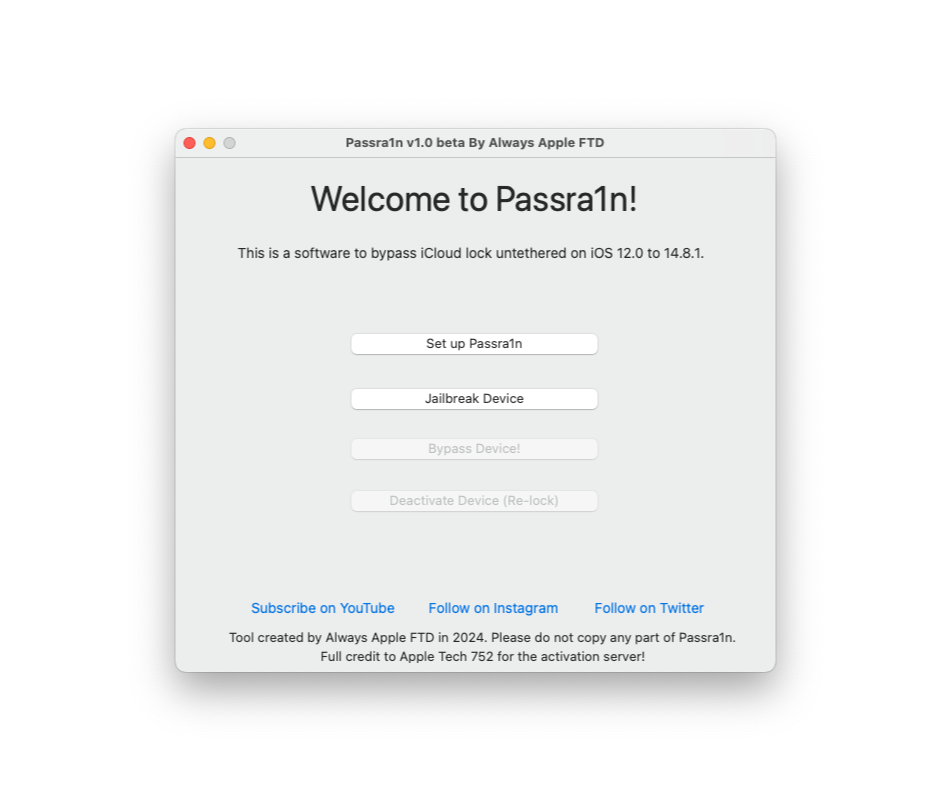 Passra1n v1.0 beta By Always Apple FTD
Welcome to Passra1n!
This is a software to bypass iCloud lock untethered on iOS 12.0 to 14.8.1.
Set up Passra1n
Jailbreak Device
Bypass Device!
Deactivate Device (Re-lock)
Subscribe on YouTube Follow on Instagram Follow on Twitter
Tool created by Always Apple FTD in 2024. Please do not copy any part of Passra1n.
Full credit to Apple Tech 752 for the activation server!